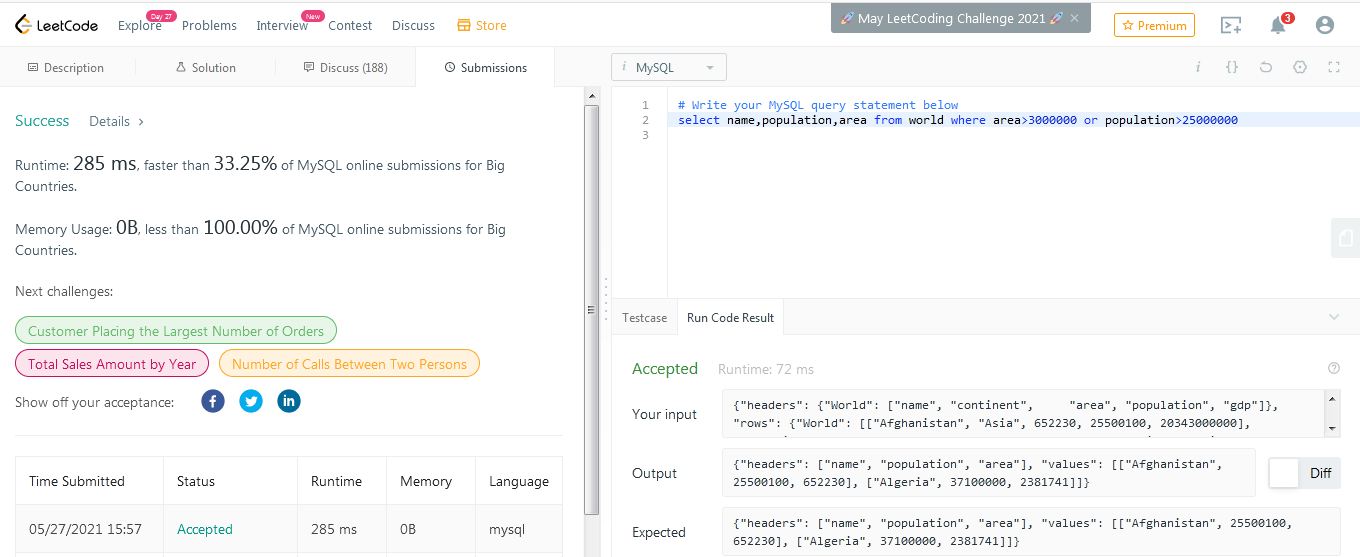 LeetCode
Explore
Day 27
Problems
Interview
New
Contest
Discuss
Store
🚀 May LeetCoding Challenge 2021 🚀 ×
Premium
3
Description
Solution
Discuss (188)
Submissions
i MySQL
i {}
Success Details >
Runtime: 285 ms, faster than 33.25% of MySQL online submissions for Big
Countries.
Memory Usage: 0B, less than 100.00% of MySQL online submissions for Big
Countries.
Next challenges:
Customer Placing the Largest Number of Orders
Total Sales Amount by Year
Number of Calls Between Two Persons
Show off your acceptance:
Time Submitted Status Runtime Memory Language
05/27/2021 15:57 Accepted 285 ms 0B mysql
1 # Write your MySQL query statement below
2 select name,population,area from world where area>3000000 or population>25000000
3
Testcase
Run Code Result
Accepted Runtime: 72 ms
Your input
{"headers": {"World": ["name", "continent", "area", "population", "gdp"]},
"rows": {"World": [["Afghanistan", "Asia", 652230, 25500100, 20343000000],
Output
{"headers": ["name", "population", "area"], "values": [["Afghanistan",
25500100, 652230], ["Algeria", 37100000, 2381741]]}
Diff
Expected
{"headers": ["name", "population", "area"], "values": [["Afghanistan", 25500100,
652230], ["Algeria", 37100000, 2381741]]}